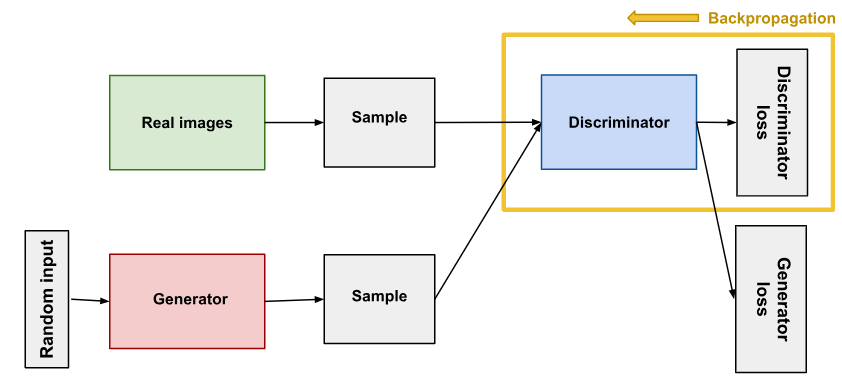 Backpropagation
Real images
Sample
Discriminator
Discriminator
loss
Random input
Generator
Sample
Generator
loss